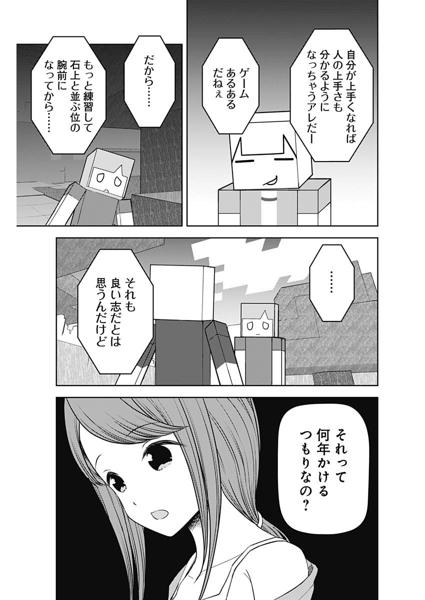 自分が上手くなれば
人の上手さも
分かるように
なっちゃうアレだー
ゲーム
あるある
だねぇ
だから……
もっと練習して
石上と並ぶ位の
腕前に
なってから……
……
それも
良い志だとは
思うんだけど
それって
何年かける
つもりなの？